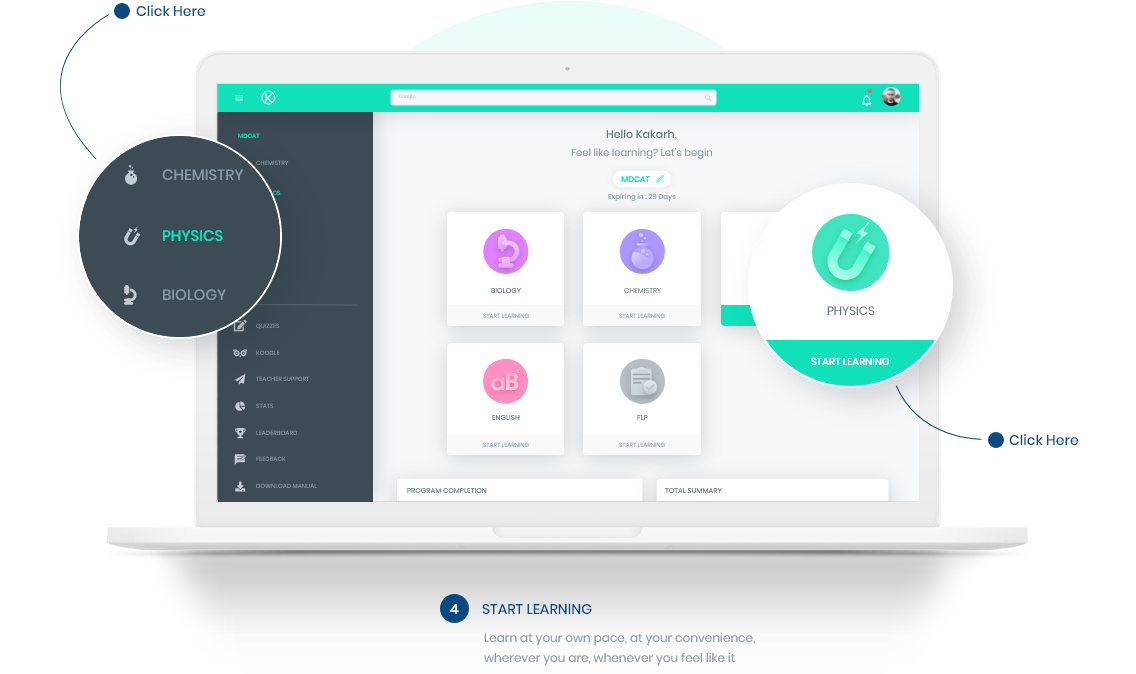 Click Here
Koogle
MDCAT
CHEMISTRY
CHEMISTRY
PHYSICS
BIOLOGY
QUIZZES
KOOGLE
TEACHER SUPPORT
STATS
LEADERBOARD
FEEDBACK
DOWNLOAD MANUAL
Hello Kakarh,
Feel like learning? Let's begin
MDCAT
Expiring in : 29 Days
BIOLOGY
START LEARNING
CHEMISTRY
START LEARNING
PHYSICS
START LEARNING
aB
ENGLISH
START LEARNING
FLP
START LEARNING
PROGRAM COMPLETION
TOTAL SUMMARY
Click Here
4 START LEARNING
Learn at your own pace, at your convenience,
wherever you are, whenever you feel like it